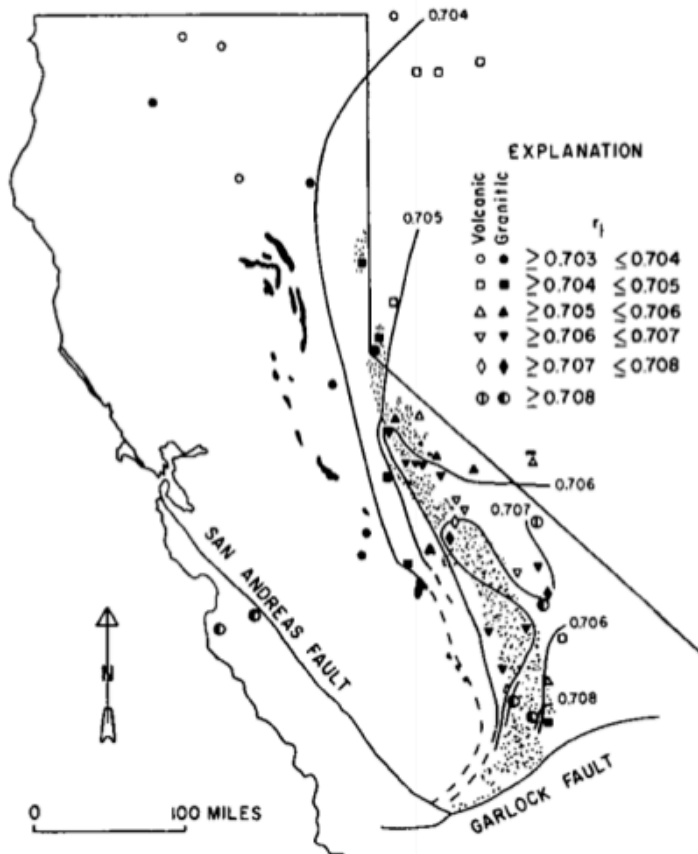 0.704
EXPLANATION
Volcanic
Granitic
rᵢ
0.705
≥0.703 ≤0.704
≥0.704 ≤0.705
≥0.705 ≤0.706
≥0.706 ≤0.707
≥0.707 ≤0.708
≥0.708
0.706
0.707
SAN ANDREAS FAULT
0.706
N
0.708
0 100 MILES
GARLOCK FAULT